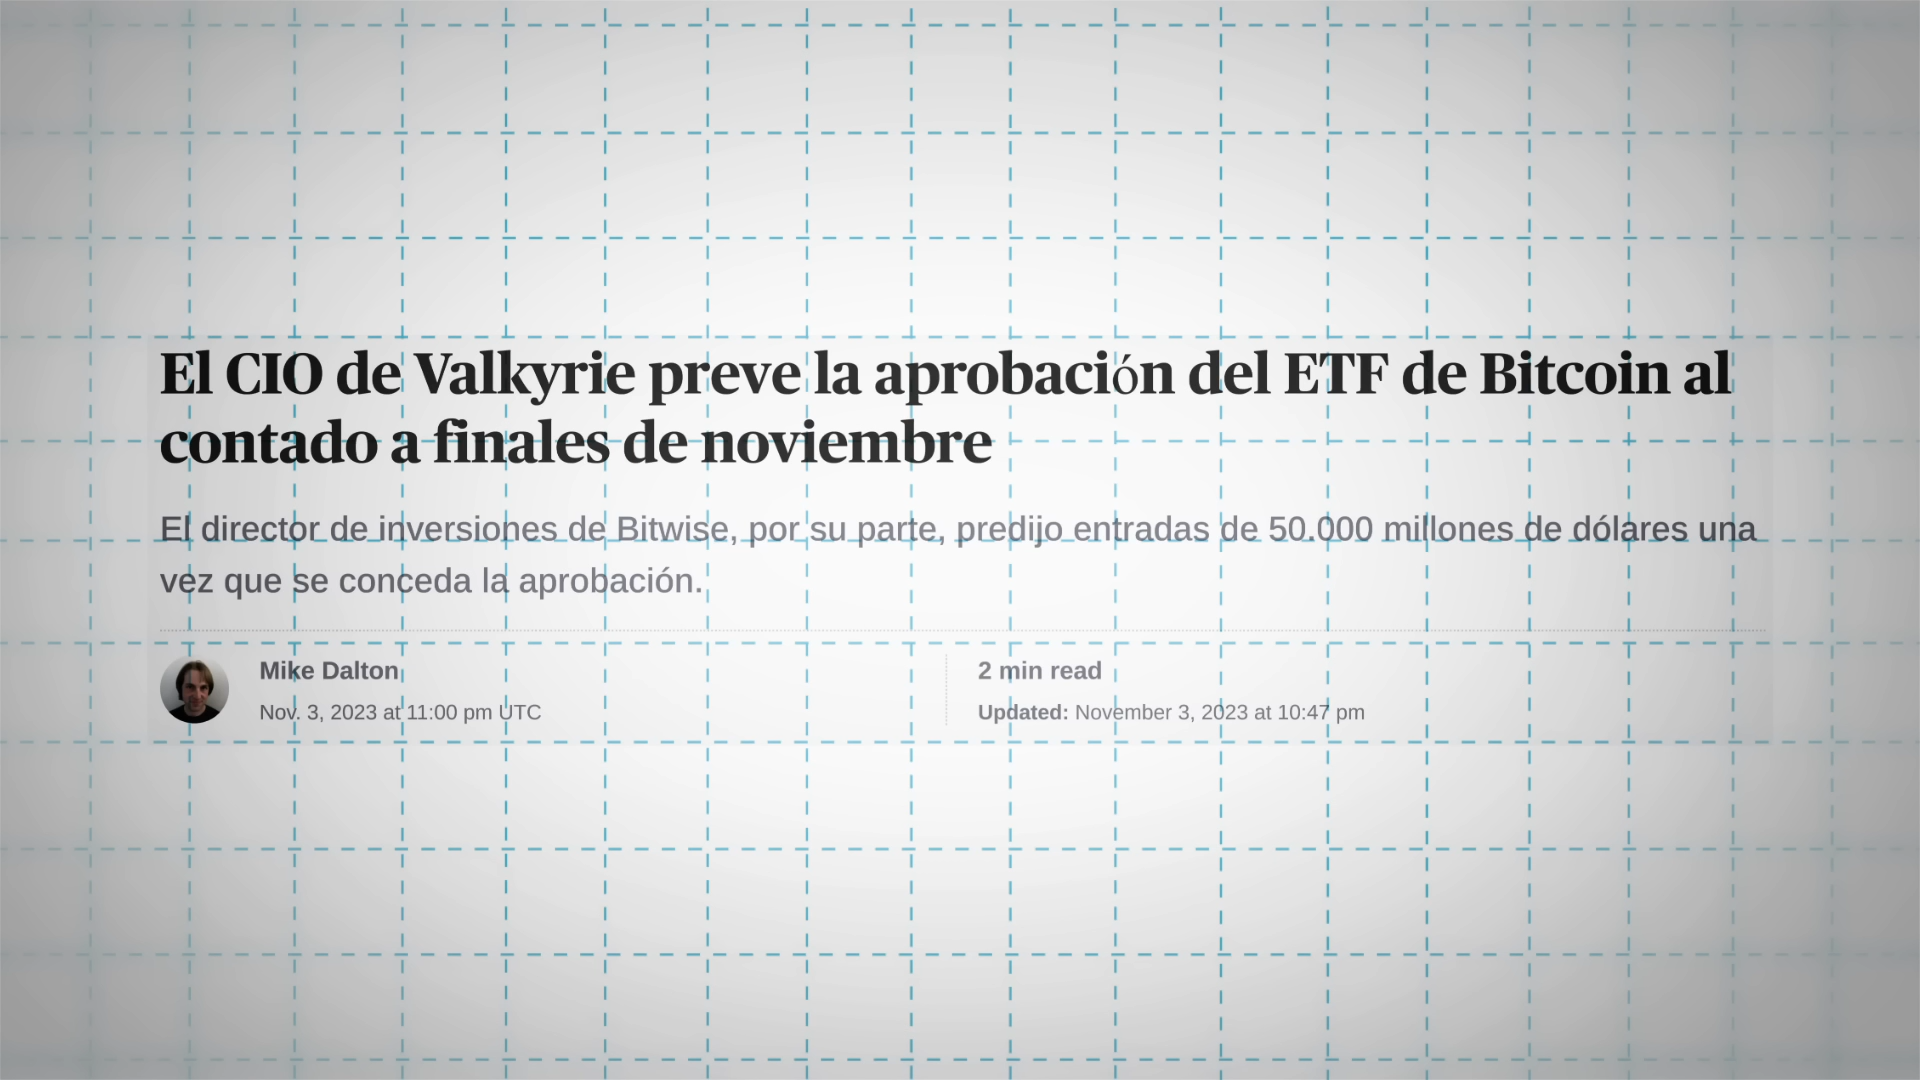 El CIO de Valkyrie preve la aprobación del ETF de Bitcoin al
contado a finales de noviembre
El director de inversiones de Bitwise, por su parte, predijo entradas de 50.000 millones de dólares una
vez que se conceda la aprobación.
Mike Dalton
Nov. 3, 2023 at 11:00 pm UTC
2 min read
Updated: November 3, 2023 at 10:47 pm